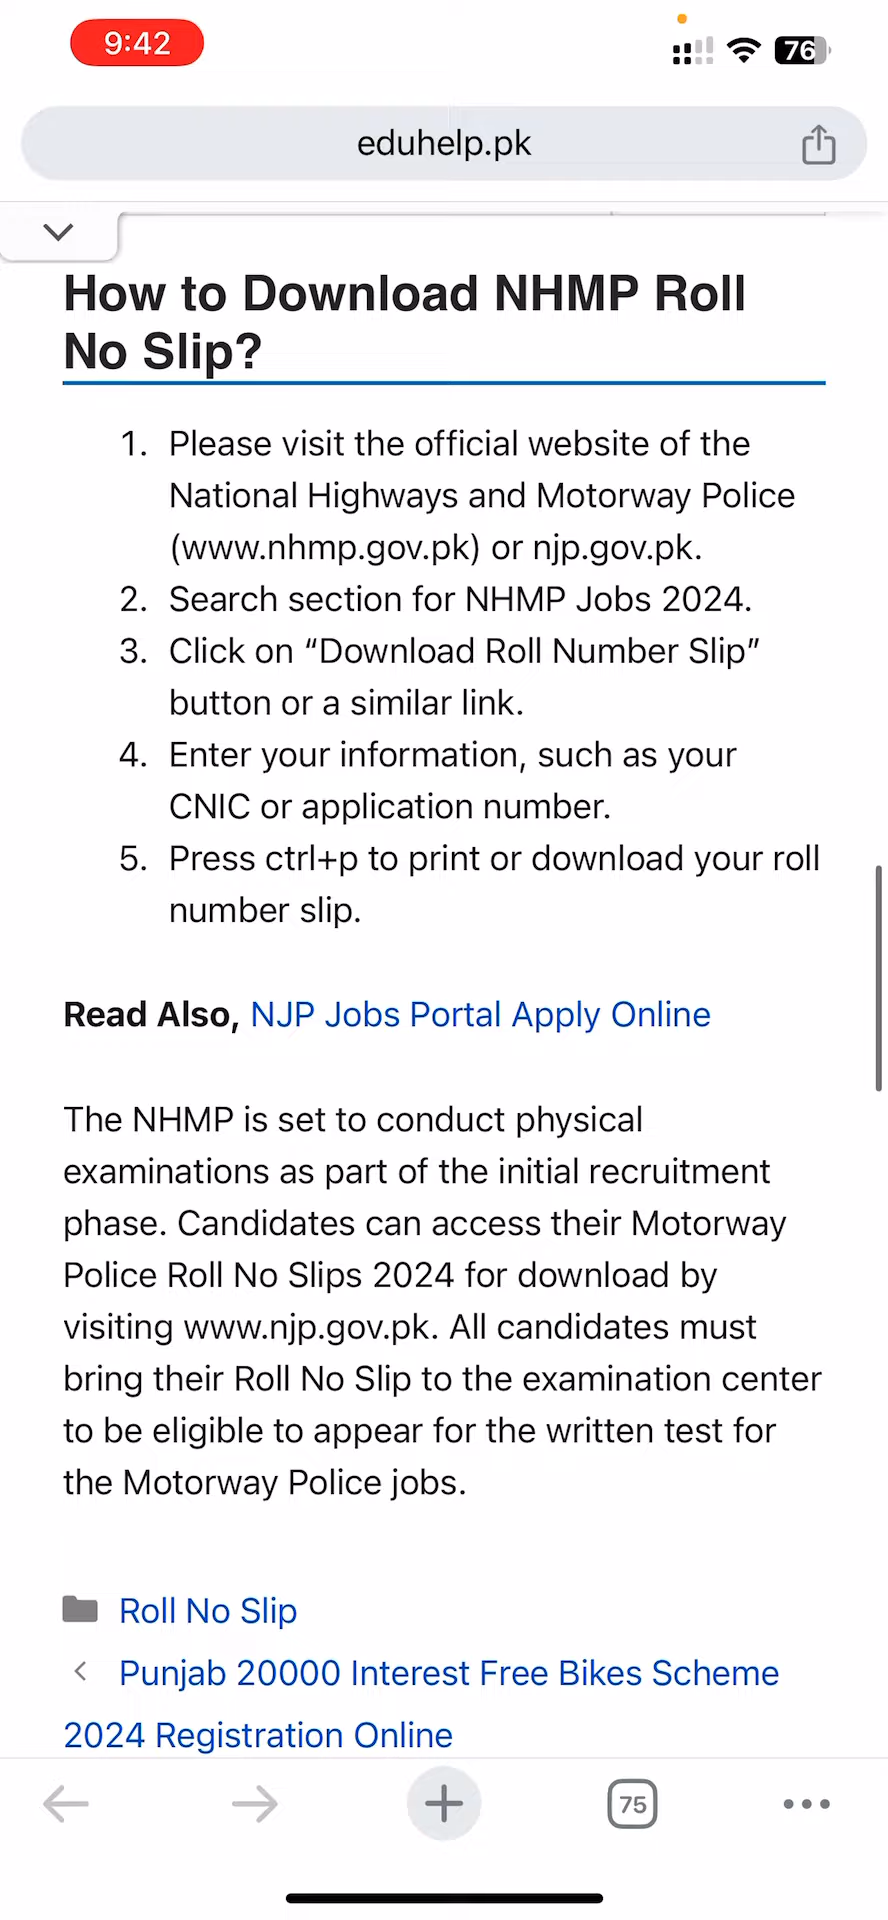 9:42
76
eduhelp.pk
How to Download NHMP Roll
No Slip?
1. Please visit the official website of the
National Highways and Motorway Police
(www.nhmp.gov.pk) or njp.gov.pk.
2. Search section for NHMP Jobs 2024.
3. Click on “Download Roll Number Slip”
button or a similar link.
4. Enter your information, such as your
CNIC or application number.
5. Press ctrl+p to print or download your roll
number slip.
Read Also, NJP Jobs Portal Apply Online
The NHMP is set to conduct physical
examinations as part of the initial recruitment
phase. Candidates can access their Motorway
Police Roll No Slips 2024 for download by
visiting www.njp.gov.pk. All candidates must
bring their Roll No Slip to the examination center
to be eligible to appear for the written test for
the Motorway Police jobs.
Roll No Slip
Punjab 20000 Interest Free Bikes Scheme
2024 Registration Online
75